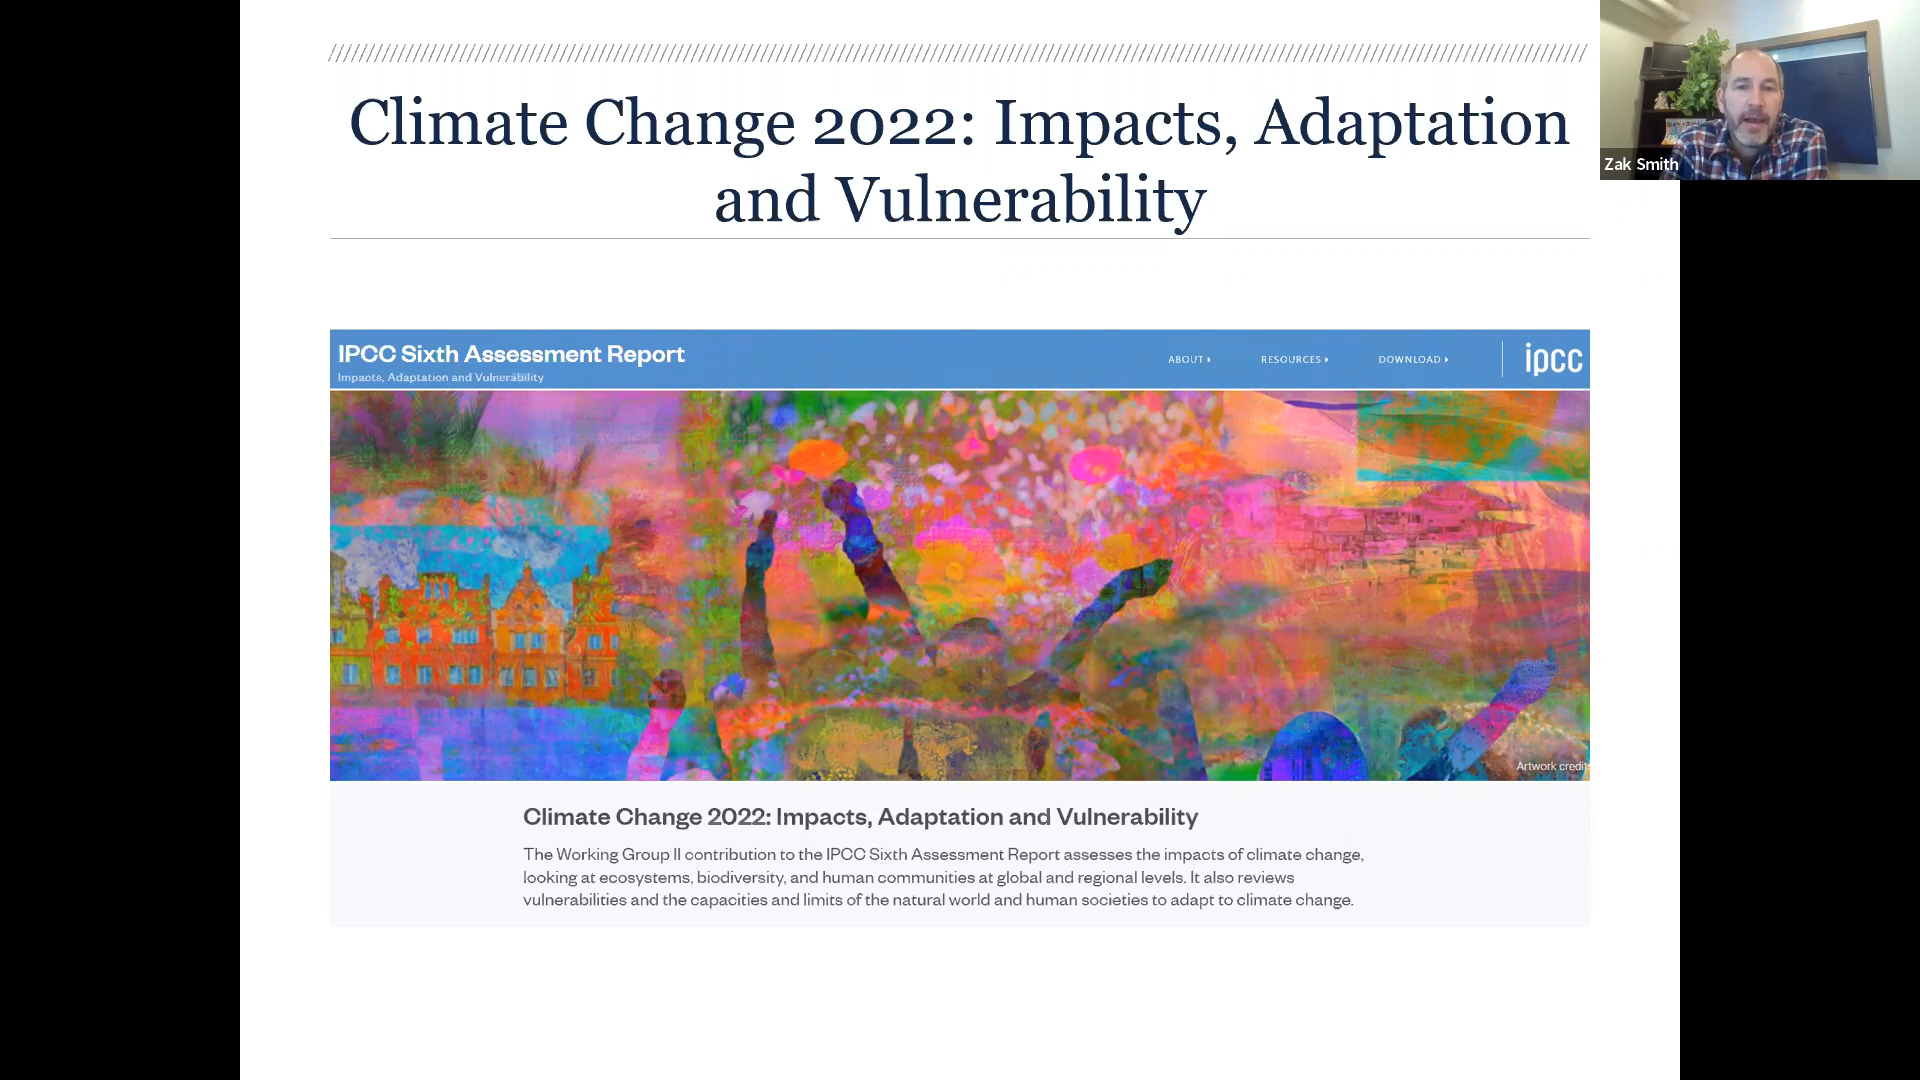 Climate Change 2022: Impacts, Adaptation
and Vulnerability
Zak Smith
IPCC Sixth Assessment Report
Impacts, Adaptation and Vulnerability
ABOUT
RESOURCES
DOWNLOAD
ipcc
Artwork credit
Climate Change 2022: Impacts, Adaptation and Vulnerability
The Working Group II contribution to the IPCC Sixth Assessment Report assesses the impacts of climate change,
looking at ecosystems, biodiversity, and human communities at global and regional levels. It also reviews
vulnerabilities and the capacities and limits of the natural world and human societies to adapt to climate change.